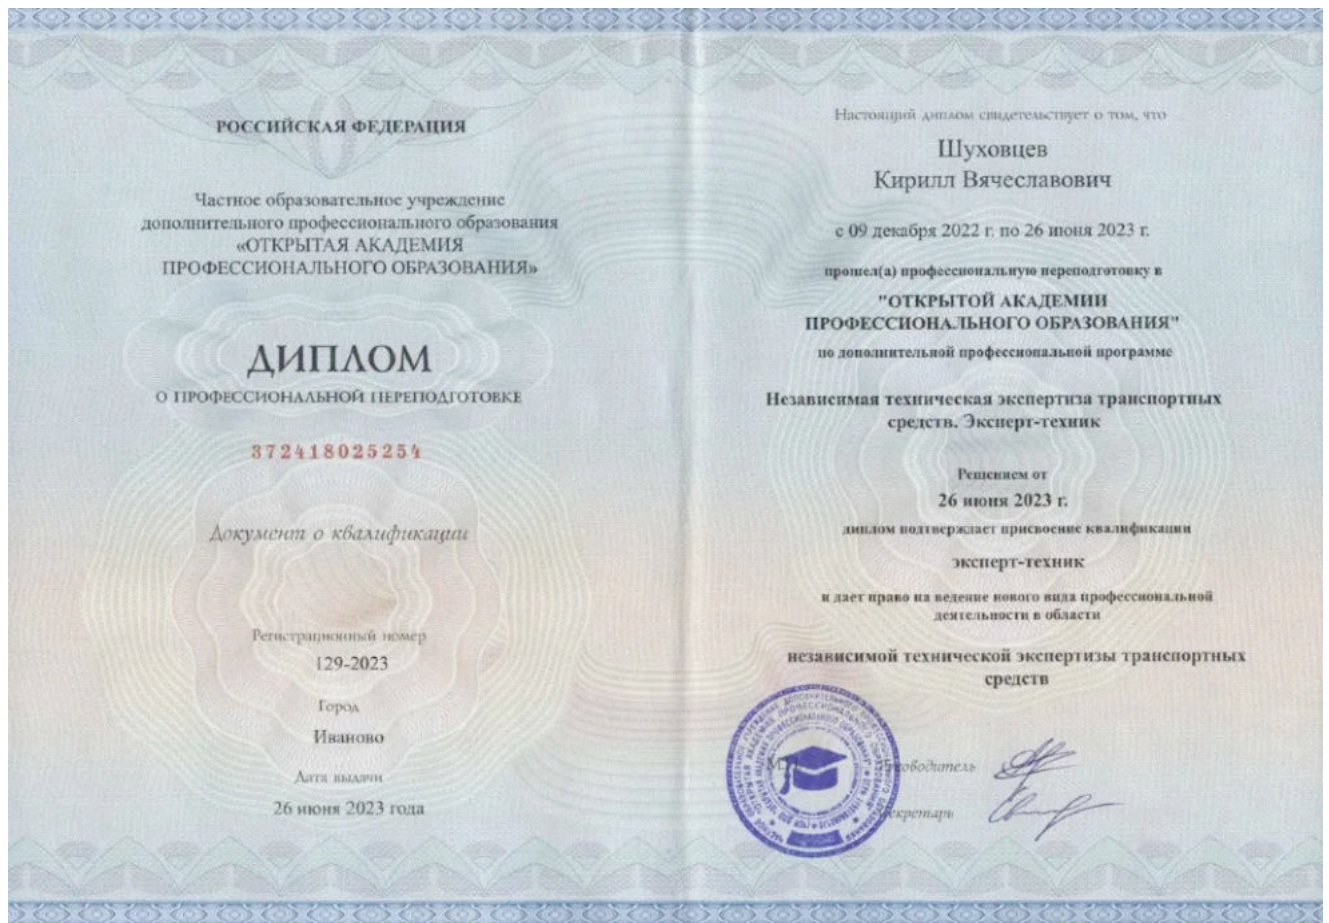 РОССИЙСКАЯ ФЕДЕРАЦИЯ
Частное образовательное учреждение
дополнительного профессионального образования
«ОТКРЫТАЯ АКАДЕМИЯ
ПРОФЕССИОНАЛЬНОГО ОБРАЗОВАНИЯ»
ДИПЛОМ
О ПРОФЕССИОНАЛЬНОЙ ПЕРЕПОДГОТОВКЕ
372418025254
Документ о квалификации
Регистрационный номер
129-2023
Город
Иваново
Дата выдачи
26 июня 2023 года
Настоящий диплом свидетельствует о том, что
Шуховцев
Кирилл Вячеславович
с 09 декабря 2022 г. по 26 июня 2023 г.
прошел(а) профессиональную переподготовку в
"ОТКРЫТОЙ АКАДЕМИИ
ПРОФЕССИОНАЛЬНОГО ОБРАЗОВАНИЯ"
по дополнительной профессиональной программе
Независимая техническая экспертиза транспортных
средств. Эксперт-техник
Решением от
26 июня 2023 г.
диплом подтверждает присвоение квалификации
эксперт-техник
и дает право на ведение нового вида профессиональной
деятельности в области
независимой технической экспертизы транспортных
средств
М.П. Руководитель
Секретарь